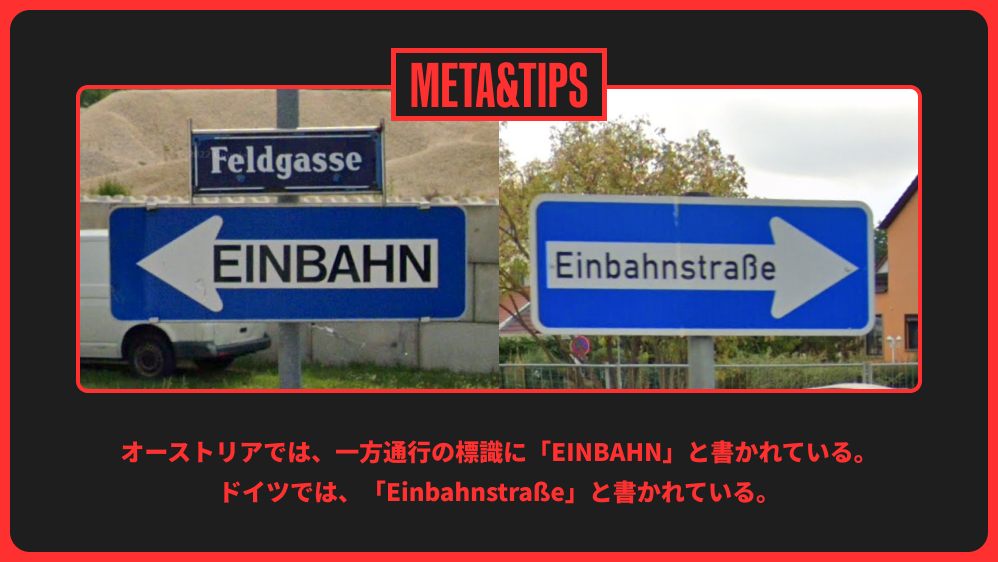 META&TIPS
Feldgasse
EINBAHN
Einbahnstraße
オーストリアでは、一方通行の標識に「EINBAHN」と書かれている。
ドイツでは、「Einbahnstraße」と書かれている。